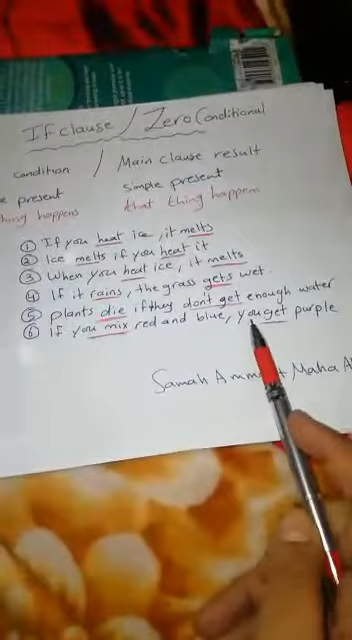 If clause / Zero Conditional
condition / Main clause result
present simple present
thing happens that thing happens
① If you heat ice, it melts
② Ice melts if you heat it
③ When you heat ice, it melts
④ If it rains, the grass gets wet.
⑤ plants die if they don't get enough water
⑥ If you mix red and blue, you get purple
Samah Maha